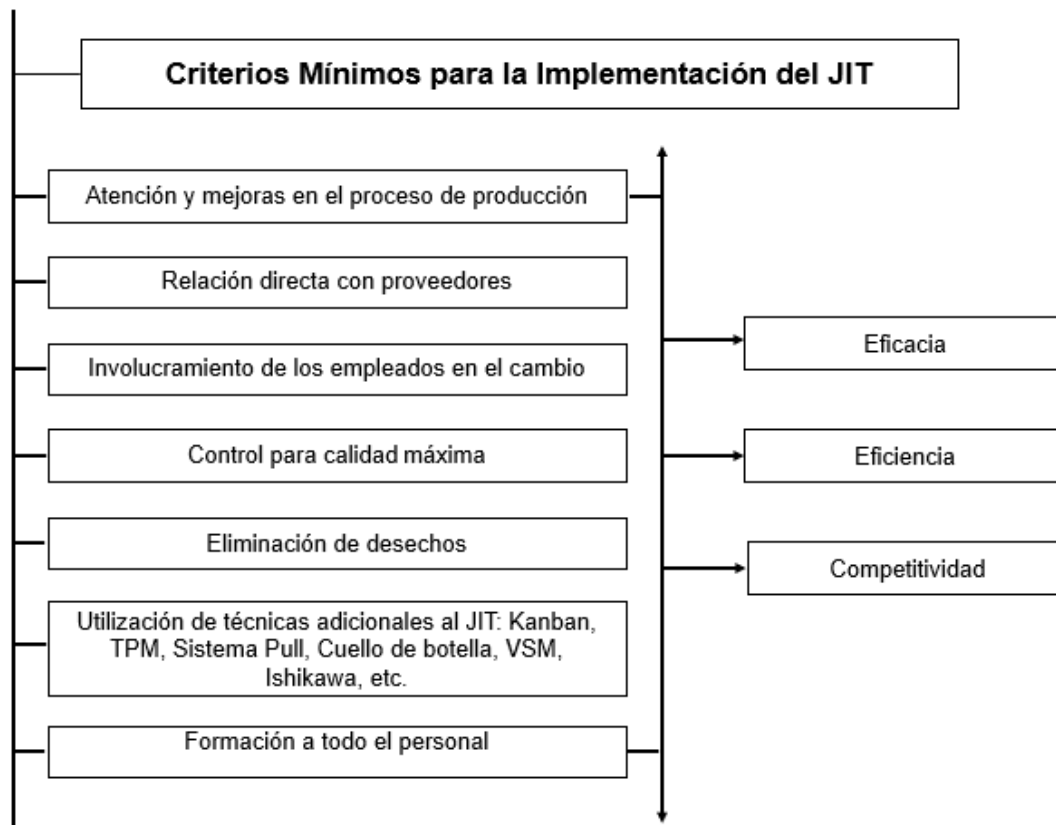 Criterios Mínimos para la Implementación del JIT
Atención y mejoras en el proceso de producción
Relación directa con proveedores
Involucramiento de los empleados en el cambio
Control para calidad máxima
Eliminación de desechos
Utilización de técnicas adicionales al JIT: Kanban,
TPM, Sistema Pull, Cuello de botella, VSM,
Ishikawa, etc.
Formación a todo el personal
Eficacia
Eficiencia
Competitividad